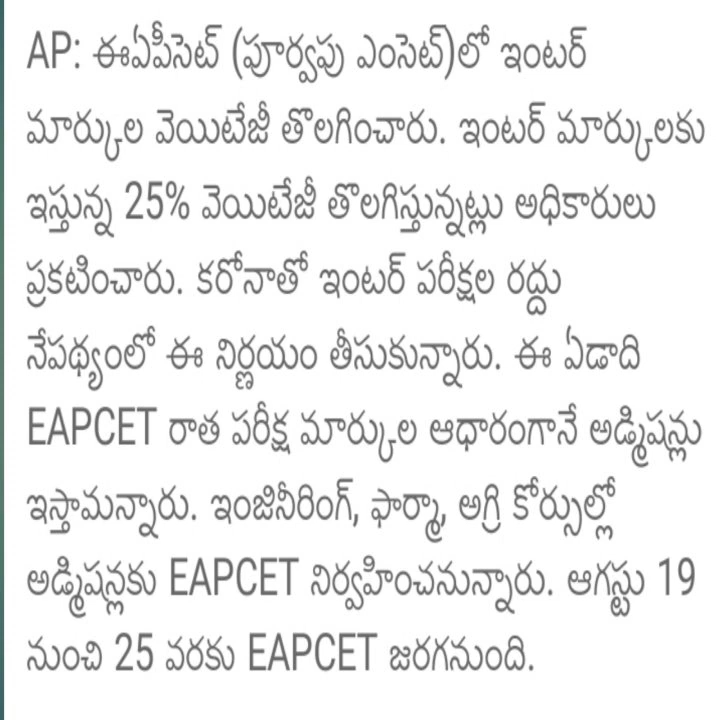 AP: ఈఏపీసెట్ (పూర్వపు ఎంసెట్)లో ఇంటర్
మార్కుల వెయిటేజీ తొలగించారు. ఇంటర్ మార్కులకు
ఇస్తున్న 25% వెయిటేజీ తొలగిస్తున్నట్లు అధికారులు
ప్రకటించారు. కరోనాతో ఇంటర్ పరీక్షల రద్దు
నేపథ్యంలో ఈ నిర్ణయం తీసుకున్నారు. ఈ ఏడాది
EAPCET రాత పరీక్ష మార్కుల ఆధారంగానే అడ్మిషన్లు
ఇస్తామన్నారు. ఇంజినీరింగ్, ఫార్మా, అగ్రి కోర్సుల్లో
అడ్మిషన్లకు EAPCET నిర్వహించనున్నారు. ఆగస్టు 19
నుంచి 25 వరకు EAPCET జరగనుంది.